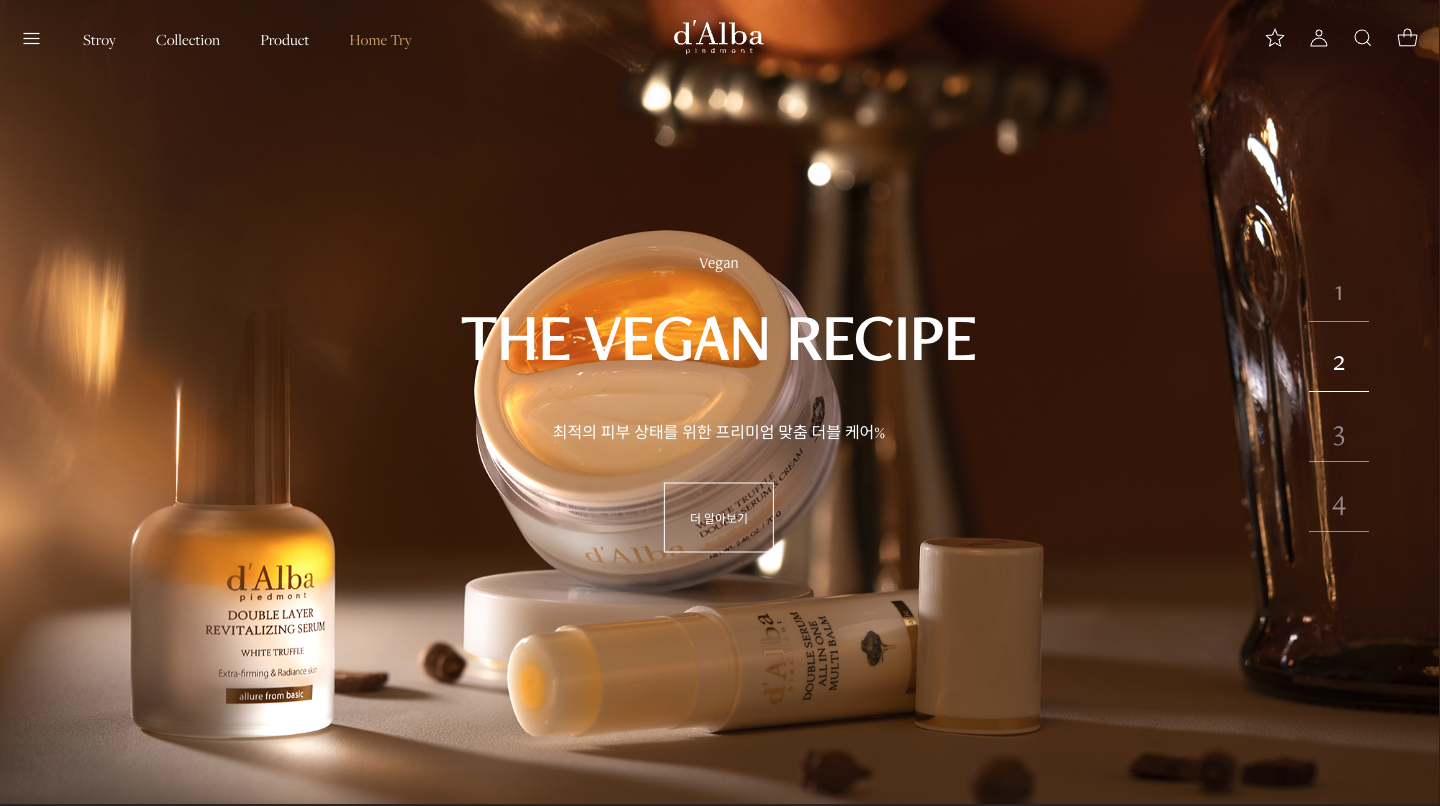 Stroy
Collection
Product
Home Try
d'Alba
piedmont
Vegan
THE VEGAN RECIPE
최적의 피부 상태를 위한 프리미엄 맞춤 더블 케어%
더 알아보기
1
2
3
4
WHITE TRUFFLE
DOUBLE SERUM & CREAM
d'Alba
d'Alba
piedmont
DOUBLE LAYER
REVITALIZING SERUM
WHITE TRUFFLE
Extra-firming & Radiance skin
allure from basic
d'Alba
piedmont
DOUBLE SERUM
ALL IN ONE
MULTI BALM